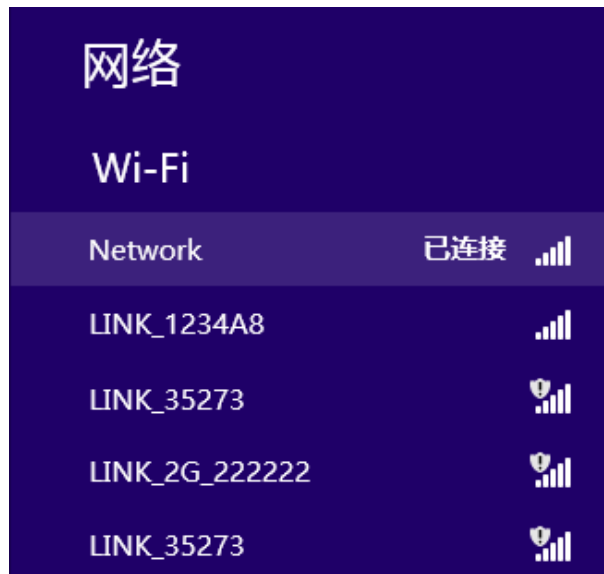 网络
Wi-Fi
Network 已连接
LINK_1234A8
LINK_35273
LINK_2G_222222
LINK_35273